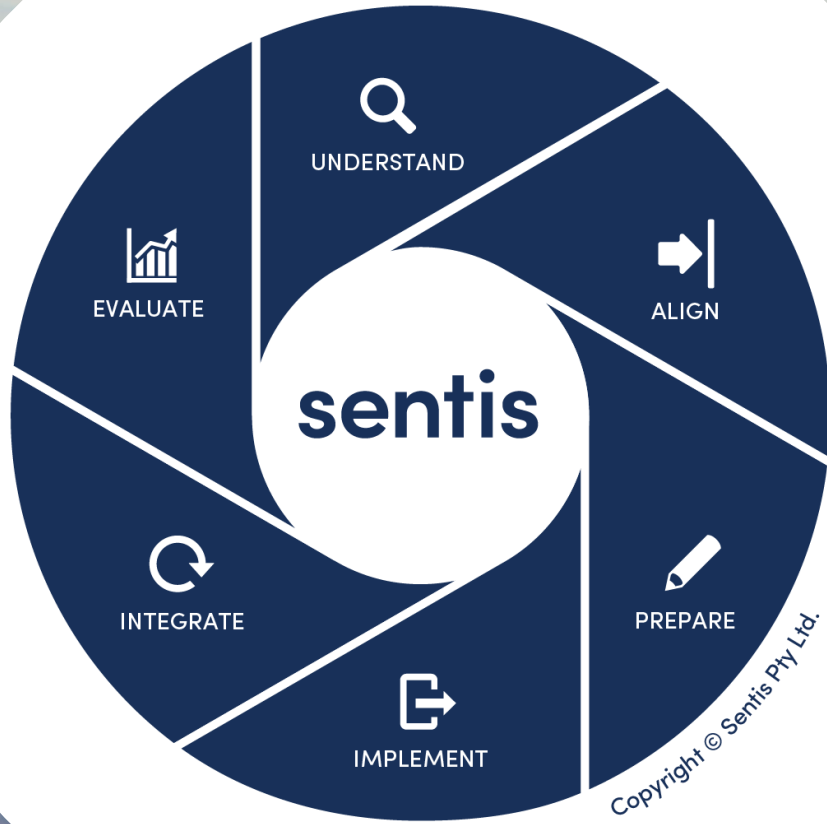 UNDERSTAND
ALIGN
EVALUATE
sentis
PREPARE
INTEGRATE
IMPLEMENT
Copyright © Sentis Pty Ltd.